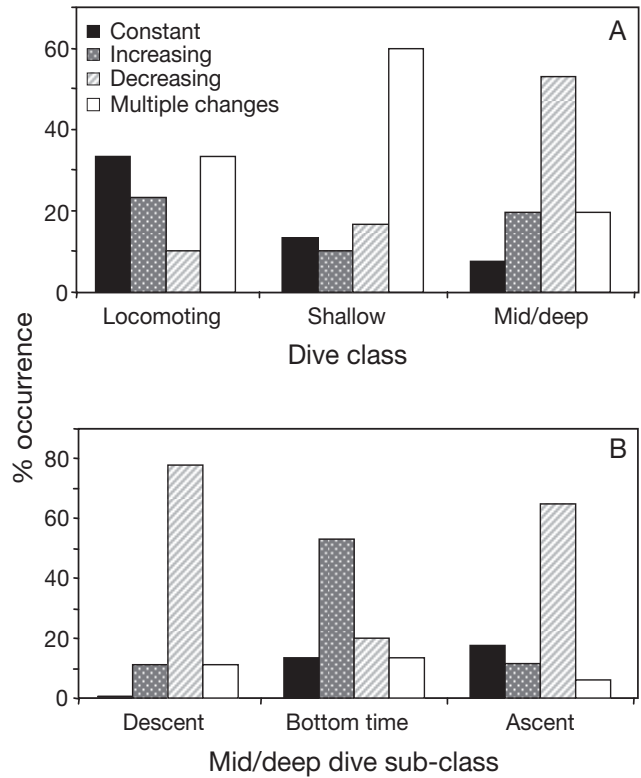 A
Constant
Increasing
Decreasing
Multiple changes
60
40
20
0
Locomoting Shallow Mid/deep
Dive class
% occurrence
B
80
60
40
20
0
Descent Bottom time Ascent
Mid/deep dive sub-class